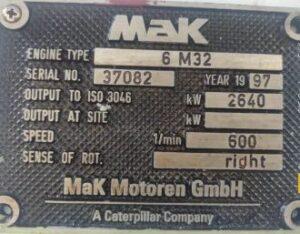 MaK
ENGINE TYPE 6 M32
SERIAL NO. 37082 YEAR 19 97
OUTPUT TO ISO 3046 kW 2640
OUTPUT AT SITE kW
SPEED 1/min 600
SENSE OF ROT. right
MaK Motoren GmbH
A Caterpillar Company